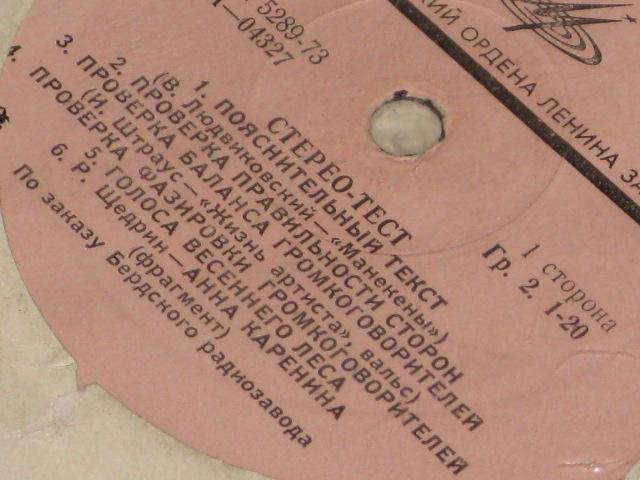 КИЙ ОРДЕНА ЛЕНИНА ЗА
5289-73
—04327
1 сторона
Гр. 2. 1-20
СТЕРЕО-ТЕСТ
1. ПОЯСНИТЕЛЬНЫЙ ТЕКСТ
(В. Людвиковский—«Манекены»)
2. ПРОВЕРКА ПРАВИЛЬНОСТИ СТОРОН
3. ПРОВЕРКА БАЛАНСА ГРОМКОГОВОРИТЕЛЕЙ
(И. Штраус—«Жизнь артиста», вальс)
4. ПРОВЕРКА ФАЗИРОВКИ ГРОМКОГОВОРИТЕЛЕЙ
5. ГОЛОСА ВЕСЕННЕГО ЛЕСА
6. Р. Щедрин—АННА КАРЕНИНА
(фрагмент)
По заказу Бердского радиозавода